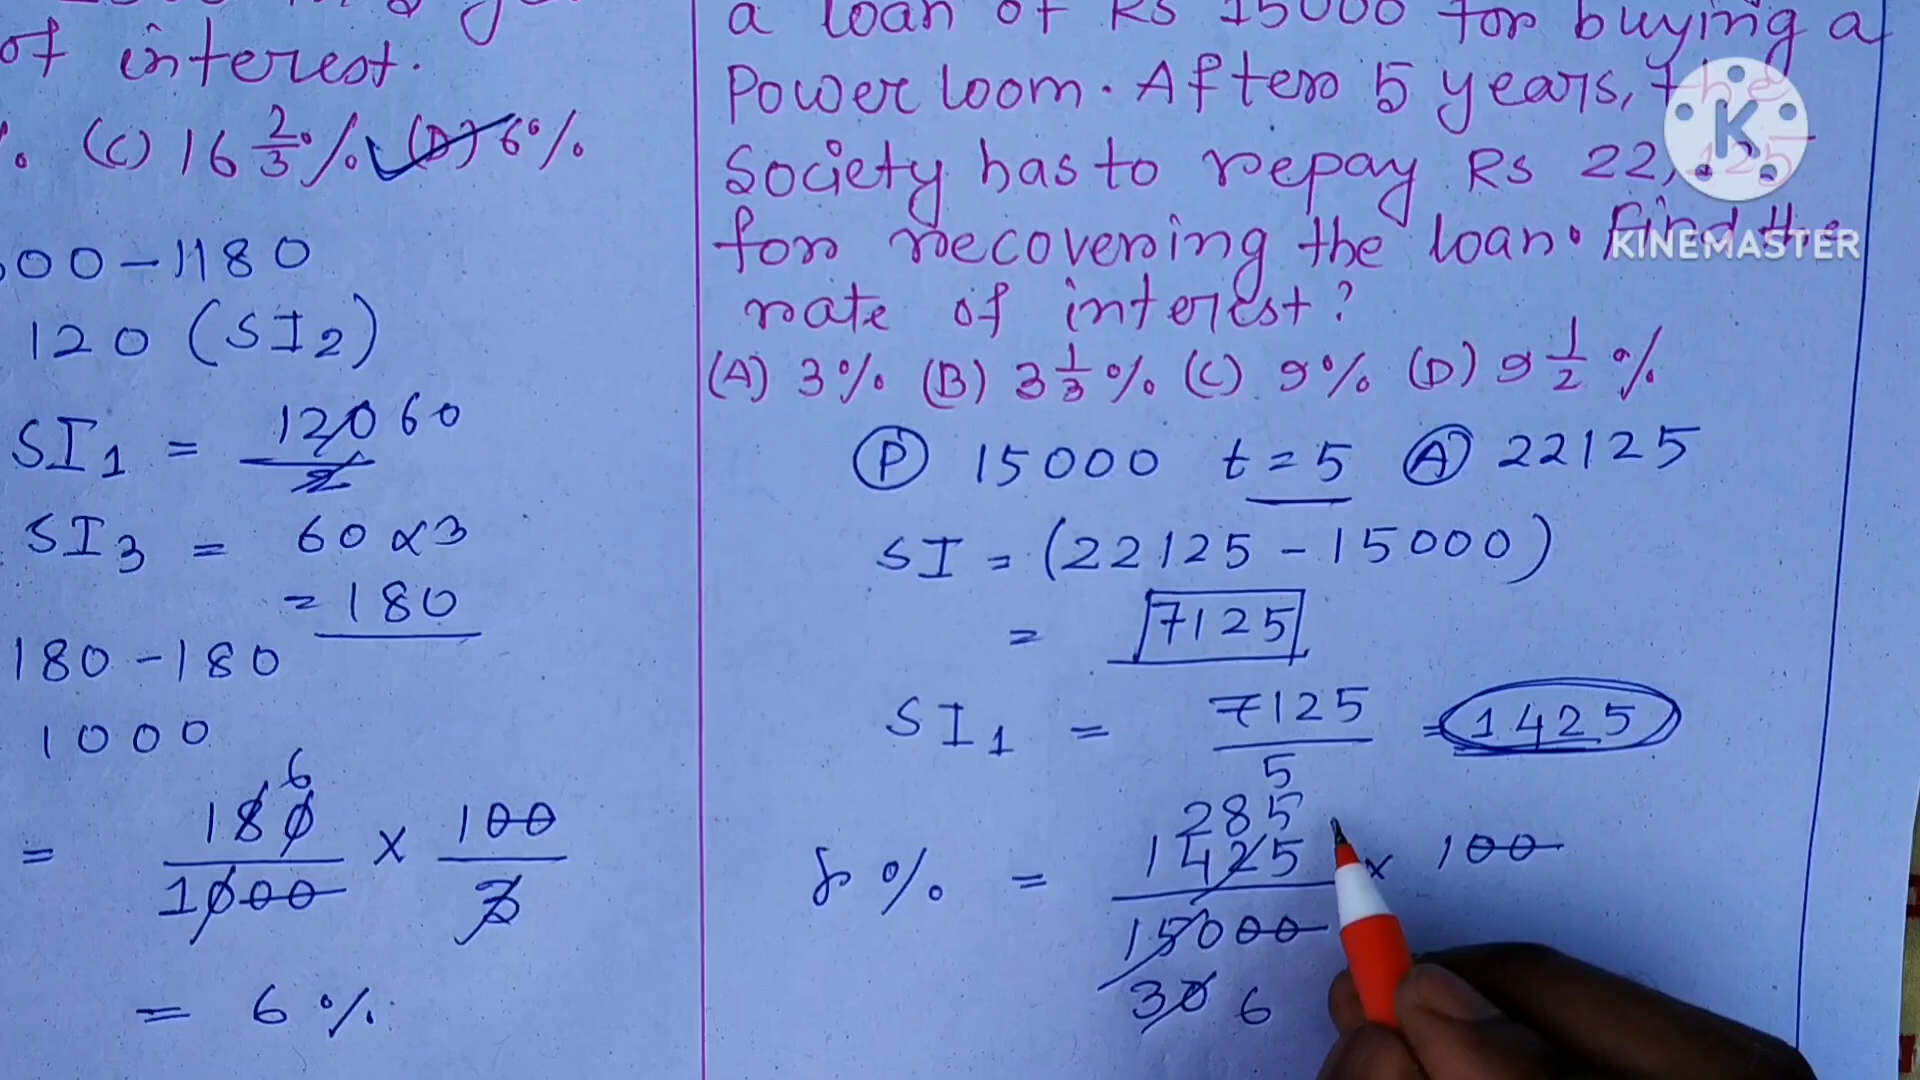 of interest.
(C) 16 2/3 % (D) 6%
00 - 1180
120 (SI2)
SI1 = 120/2 60
SI3 = 60 x 3
= 180
180 - 180
1000
6
= 180/1000 x 100/3
= 6 %
a loan of Rs 15000 for buying a
Power loom. After 5 years, the
Society has to repay Rs 22,125
for recovering the loan. Find the
rate of interest?
(A) 3% (B) 3 1/3 % (C) 9% (D) 9 1/2 %
(P) 15000 t = 5 (A) 22125
SI = (22125 - 15000)
= 7125
SI1 = 7125/5 = 1425
285
r % = 1425/15000 x 100
30 6
K
KINEMASTER